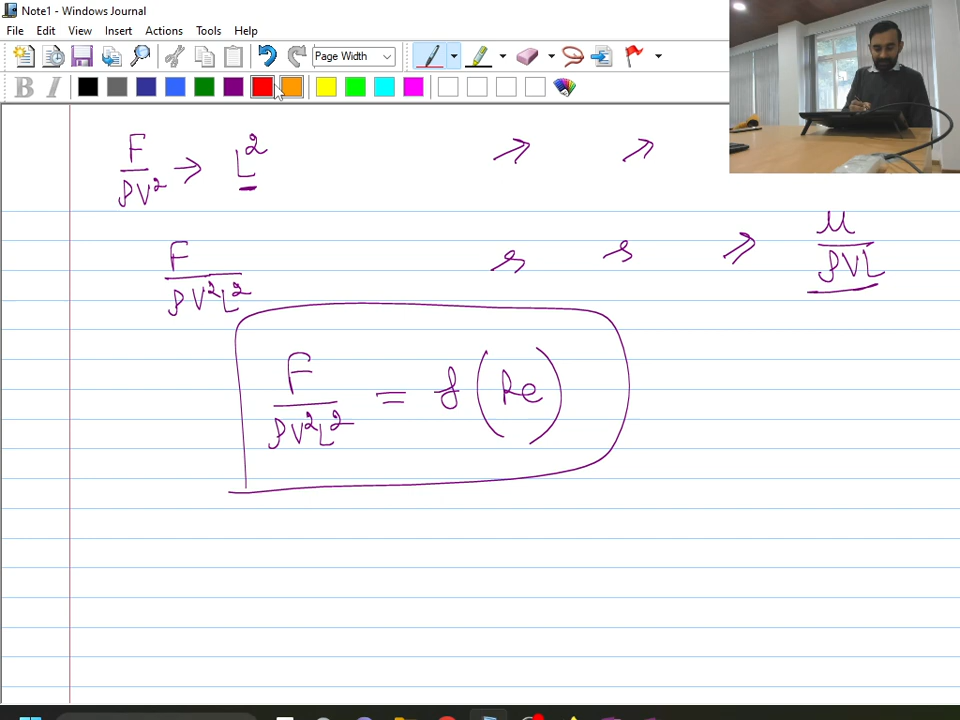 Note1 - Windows Journal
File Edit View Insert Actions Tools Help
Page Width
B I
F/ρV² → L² → →
F/ρV²L² → μ/ρVL
F/ρV²L² = f(Re)